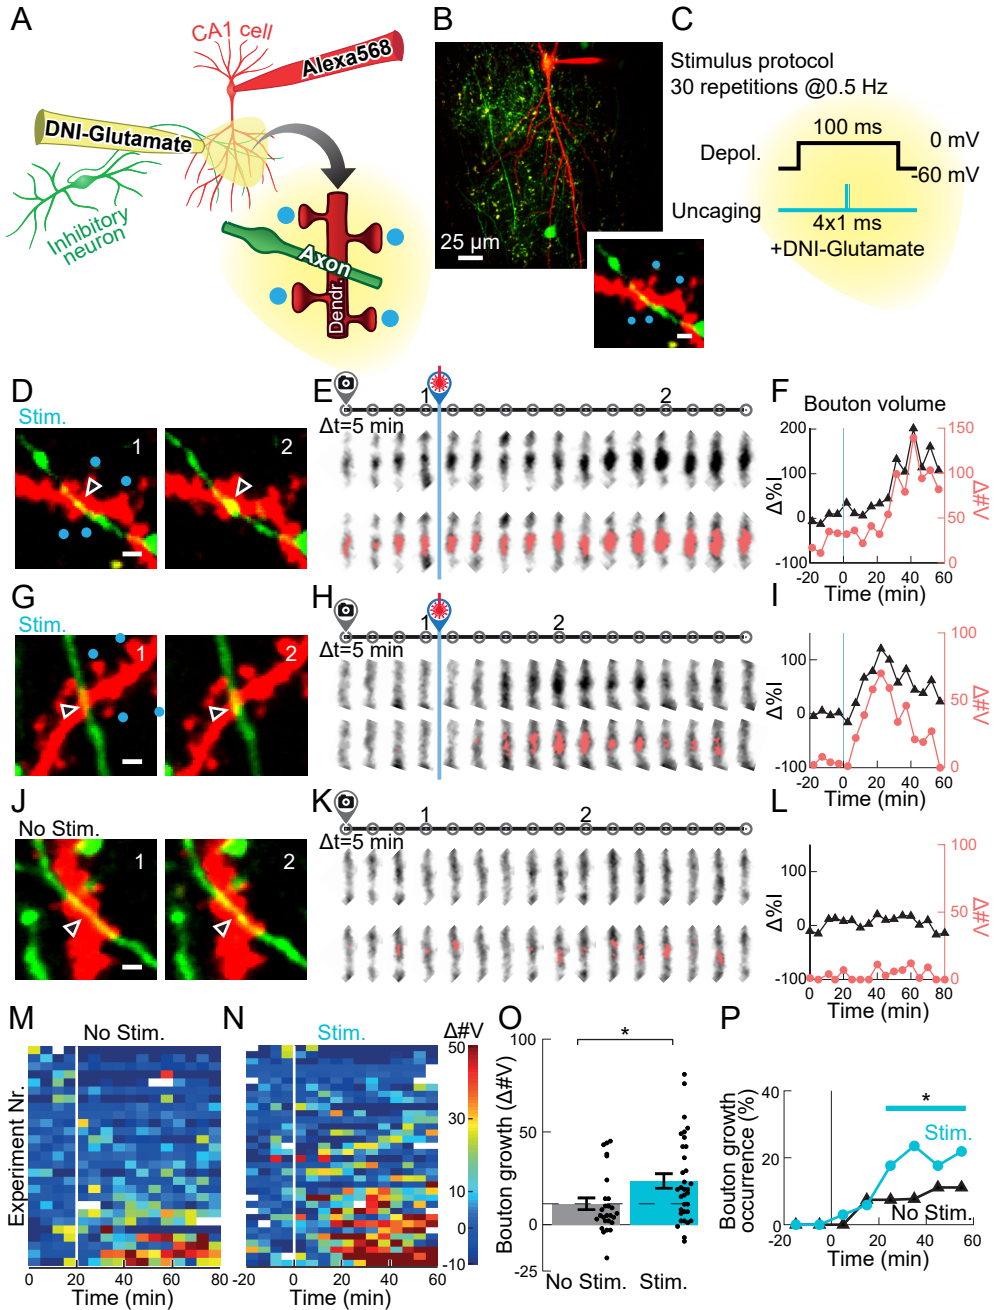 A
CA1 cell
Alexa568
DNI-Glutamate
Inhibitory
neuron
Axon
Dendr.
B
25 µm
C
Stimulus protocol
30 repetitions @0.5 Hz
100 ms
0 mV
Depol.
-60 mV
Uncaging
4x1 ms
+DNI-Glutamate
D
Stim.
1
2
E
1
2
Δt=5 min
F
Bouton volume
200
100
0
-100
Δ%I
150
100
50
0
Δ#V
-20 0 20 40 60
Time (min)
G
Stim.
1
2
H
1
2
Δt=5 min
I
100
0
-100
Δ%I
100
50
0
Δ#V
-20 0 20 40 60
Time (min)
J
No Stim.
1
2
K
1
2
Δt=5 min
L
100
0
-100
Δ%I
100
50
0
Δ#V
0 20 40 60 80
Time (min)
M
No Stim.
Experiment Nr.
0 20 40 60 80
Time (min)
N
Stim.
-20 0 20 40 60
Time (min)
Δ#V
50
30
10
0
-10
O
*
Bouton growth (Δ#V)
100
50
0
-25
No Stim. Stim.
P
*
Bouton growth
occurrence (%)
40
20
0
Stim.
No Stim.
-20 0 20 40 60
Time (min)